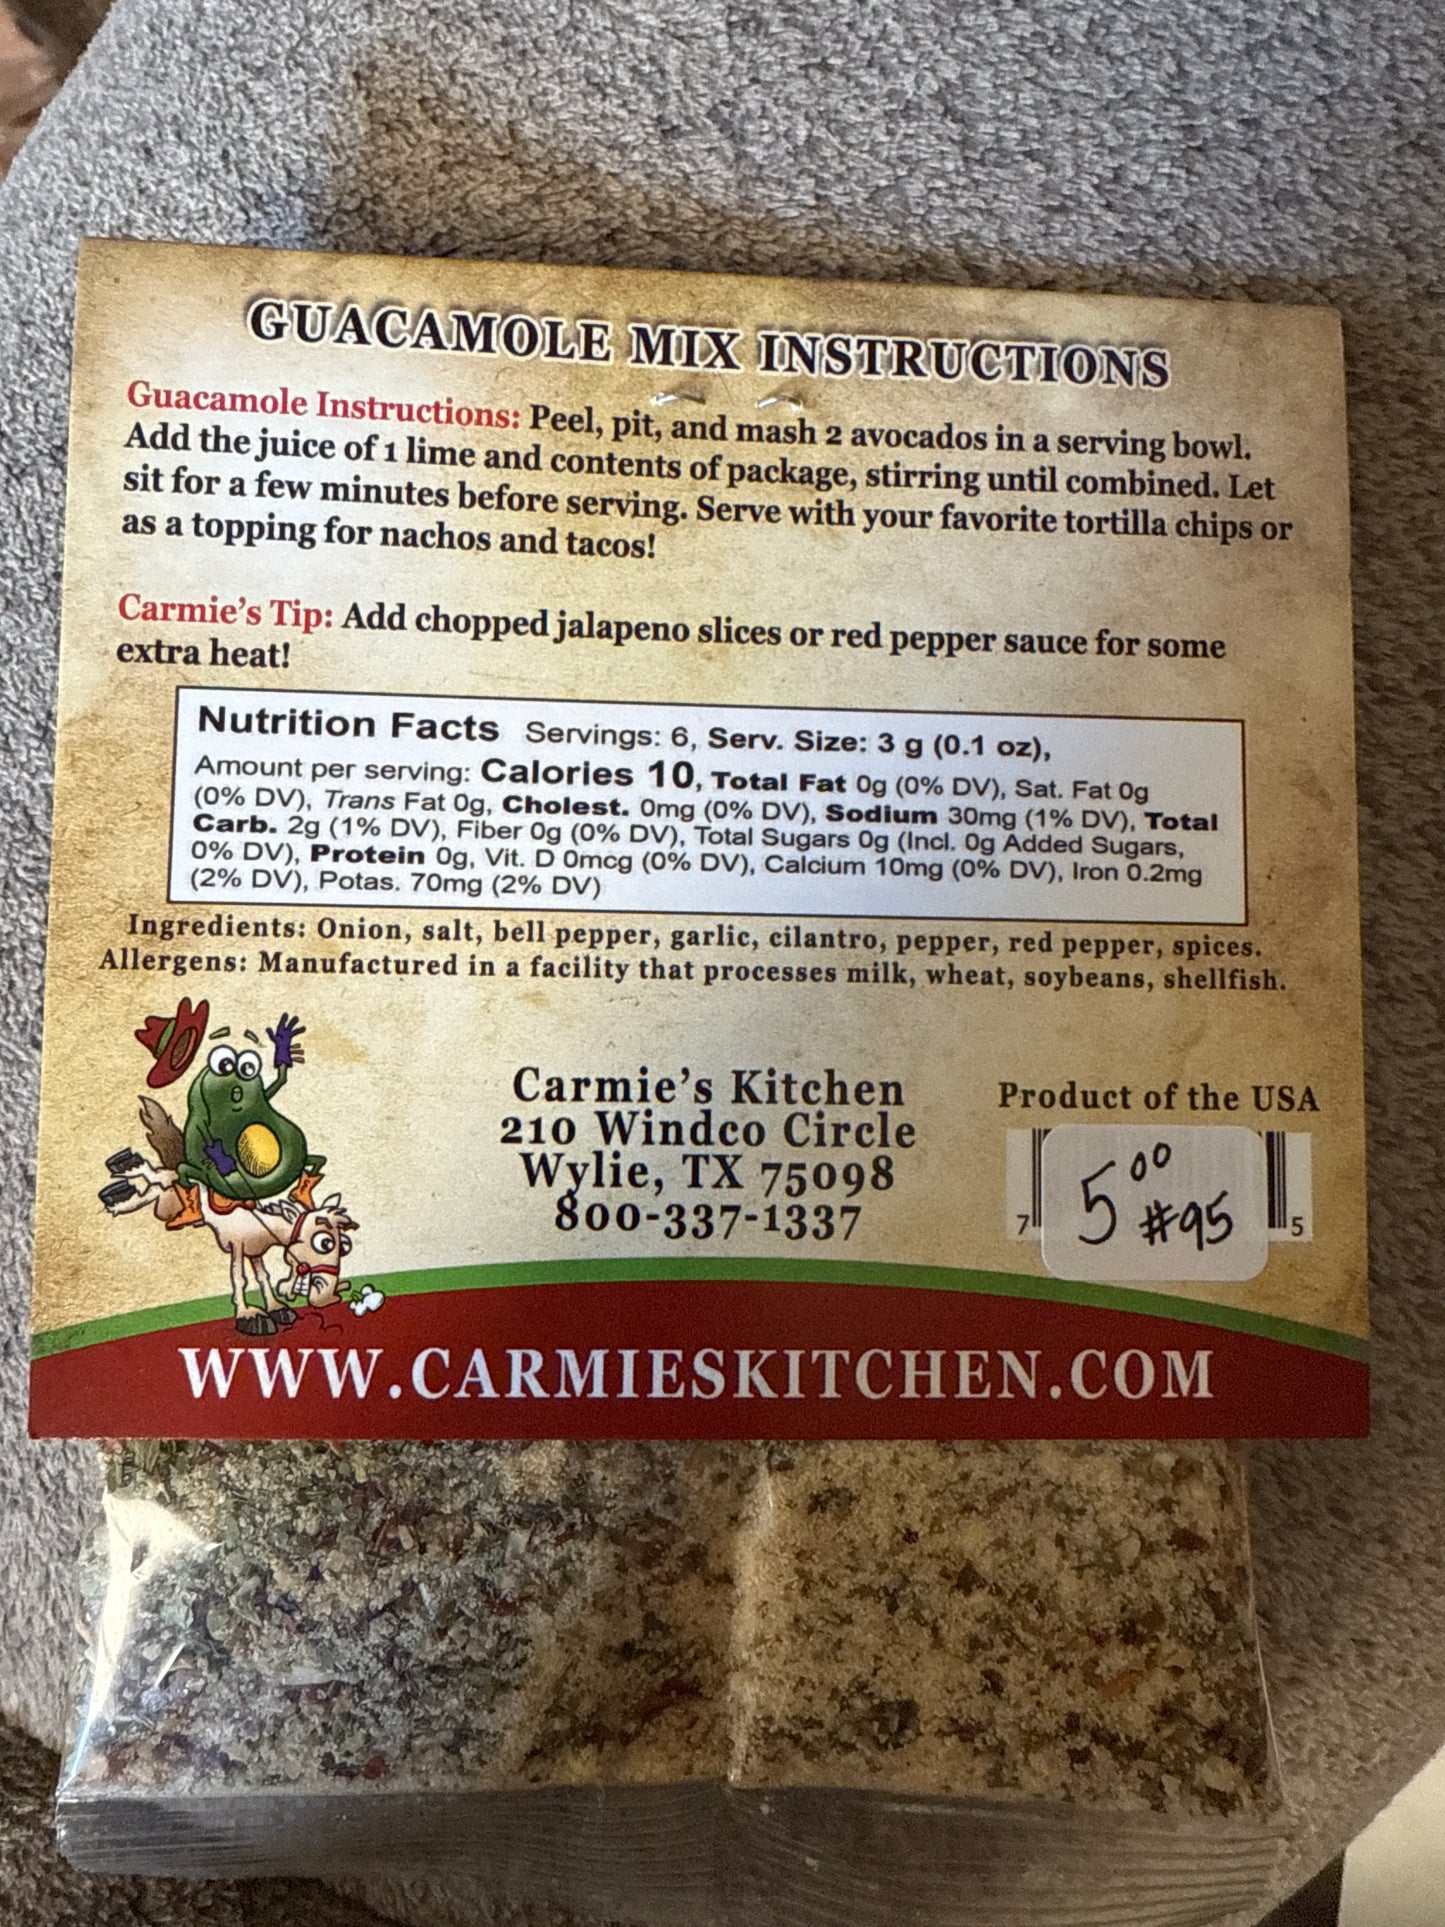 GUACAMOLE MIX INSTRUCTIONS
Guacamole Instructions: Peel, pit, and mash 2 avocados in a serving bowl.
Add the juice of 1 lime and contents of package, stirring until combined. Let
sit for a few minutes before serving. Serve with your favorite tortilla chips or
as a topping for nachos and tacos!
Carmie's Tip: Add chopped jalapeno slices or red pepper sauce for some
extra heat!
Nutrition Facts Servings: 6, Serv. Size: 3 g (0.1 oz),
Amount per serving: Calories 10, Total Fat 0g (0% DV), Sat. Fat 0g
(0% DV), Trans Fat 0g, Cholest. 0mg (0% DV), Sodium 30mg (1% DV), Total
Carb. 2g (1% DV), Fiber 0g (0% DV), Total Sugars 0g (Incl. 0g Added Sugars,
0% DV), Protein 0g, Vit. D 0mcg (0% DV), Calcium 10mg (0% DV), Iron 0.2mg
(2% DV), Potas. 70mg (2% DV)
Ingredients: Onion, salt, bell pepper, garlic, cilantro, pepper, red pepper, spices.
Allergens: Manufactured in a facility that processes milk, wheat, soybeans, shellfish.
Carmie's Kitchen
210 Windco Circle
Wylie, TX 75098
800-337-1337
Product of the USA
7 5
5.00
#95
WWW.CARMIESKITCHEN.COM